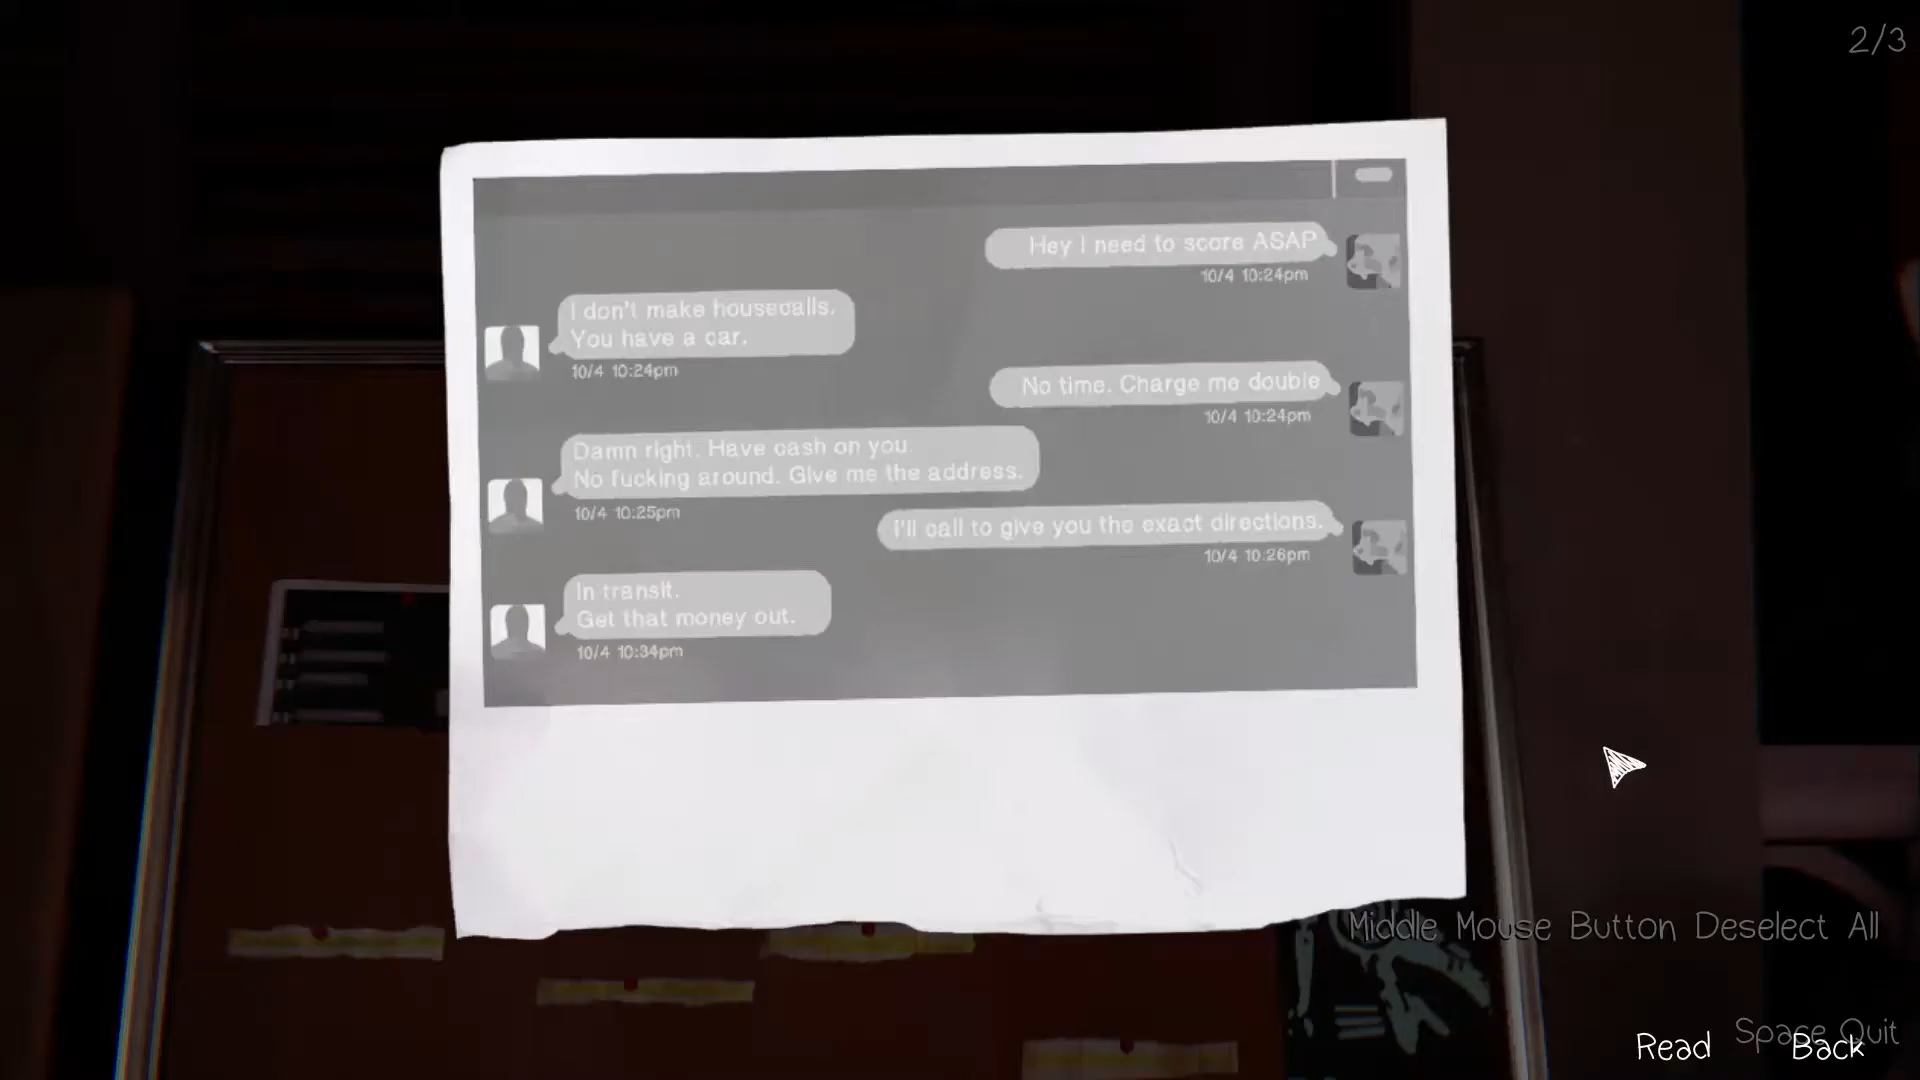 2/3
Hey I need to score ASAP
10/4 10:24pm
I don't make housecalls.
You have a car.
10/4 10:24pm
No time. Charge me double
10/4 10:24pm
Damn right. Have cash on you.
No fucking around. Give me the address.
10/4 10:25pm
I'll call to give you the exact directions.
10/4 10:26pm
In transit.
Get that money out.
10/4 10:34pm
Middle Mouse Button Deselect All
Space Quit
Read Back